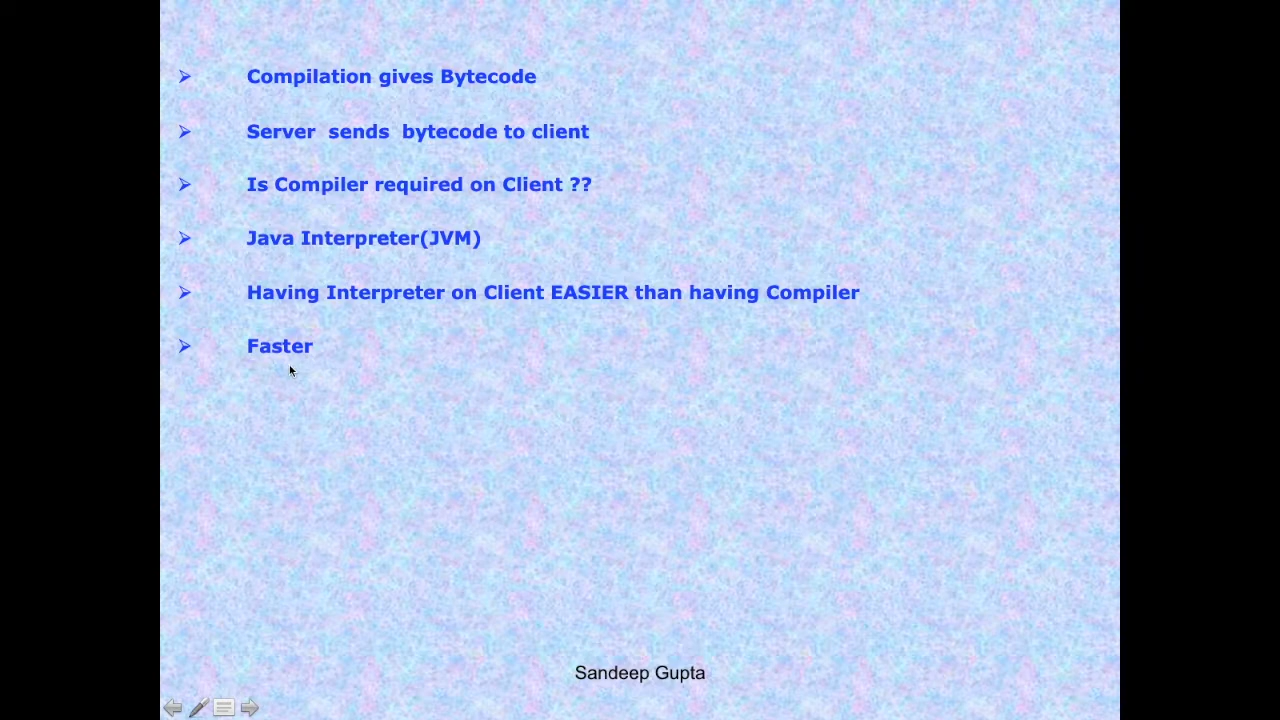 Compilation gives Bytecode
Server sends bytecode to client
Is Compiler required on Client ??
Java Interpreter(JVM)
Having Interpreter on Client EASIER than having Compiler
Faster
Sandeep Gupta